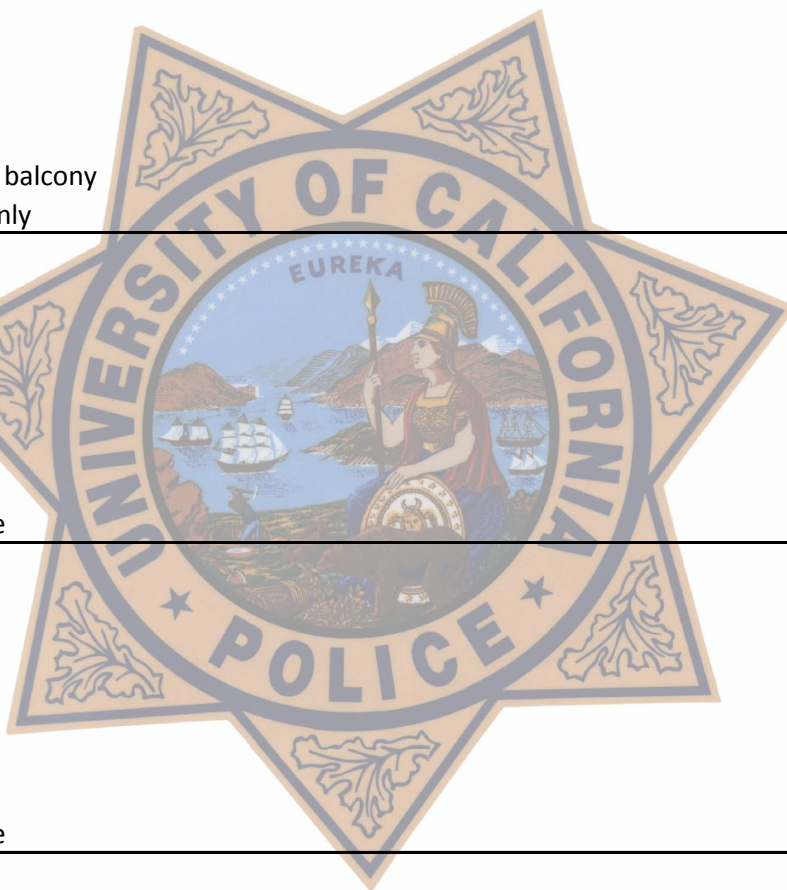 balcony
nly
UNIVERSITY OF CALIFORNIA
EUREKA
e
POLICE
e